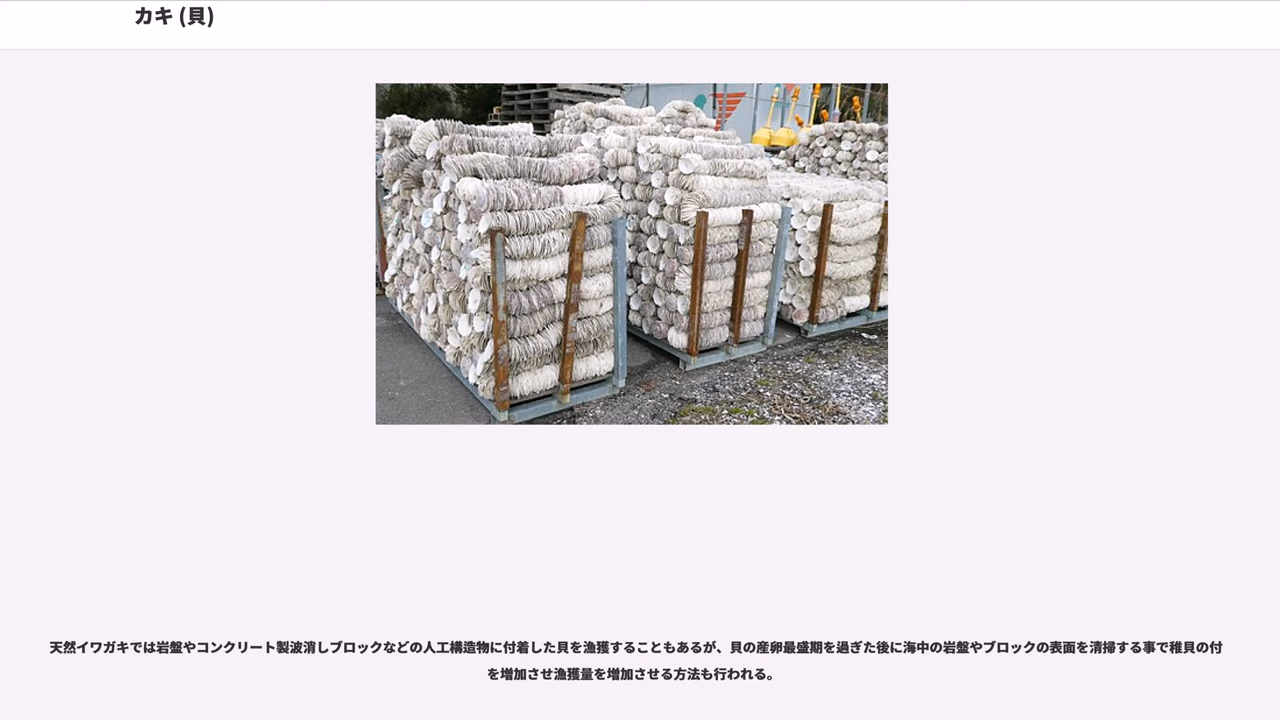 カキ (貝)
天然イワガキでは岩盤やコンクリート製波消しブロックなどの人工構造物に付着した貝を漁獲することもあるが、貝の産卵最盛期を過ぎた後に海中の岩盤やブロックの表面を清掃する事で稚貝の付
を増加させ漁獲量を増加させる方法も行われる。